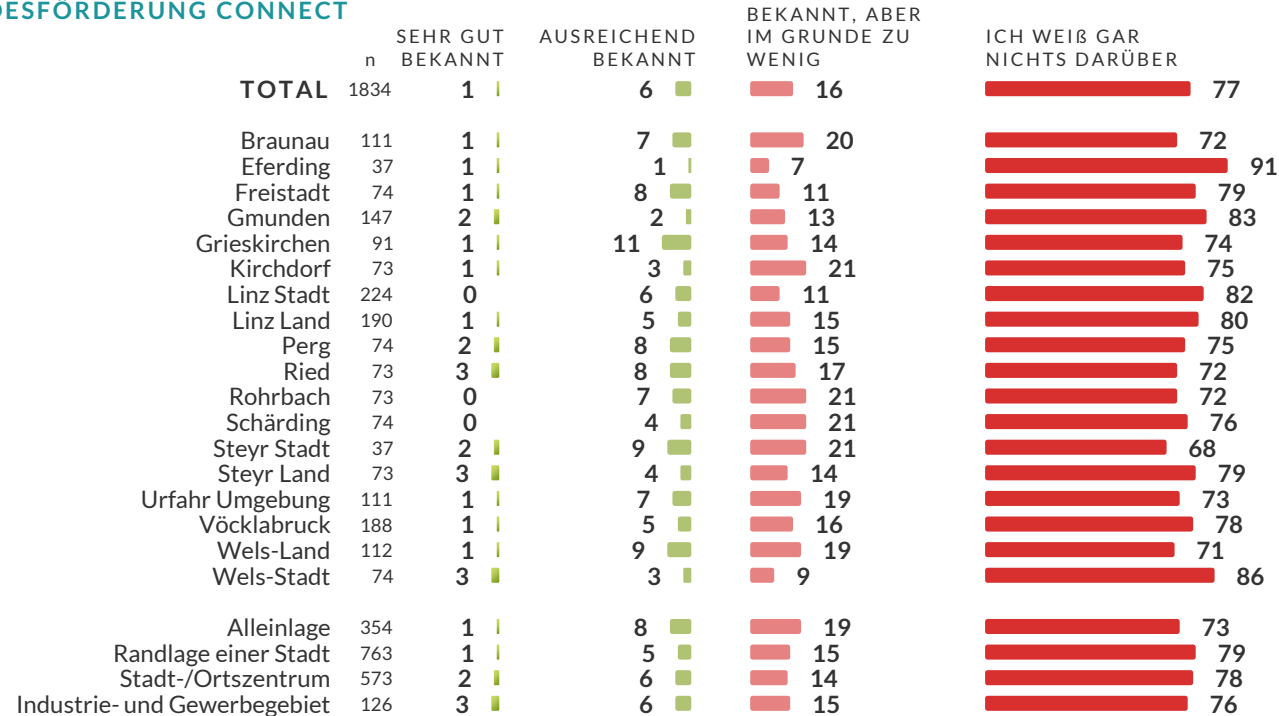 DESFÖRDERUNG CONNECT
n SEHR GUT BEKANNT AUSREICHEND BEKANNT BEKANNT, ABER IM GRUNDE ZU WENIG ICH WEIß GAR NICHTS DARÜBER
TOTAL 1834 1 6 16 77
Braunau 111 1 7 20 72
Eferding 37 1 1 7 91
Freistadt 74 1 8 11 79
Gmunden 147 2 2 13 83
Grieskirchen 91 1 11 14 74
Kirchdorf 73 1 3 21 75
Linz Stadt 224 0 6 11 82
Linz Land 190 1 5 15 80
Perg 74 2 8 15 75
Ried 73 3 8 17 72
Rohrbach 73 0 7 21 72
Schärding 74 0 4 21 76
Steyr Stadt 37 2 9 21 68
Steyr Land 73 3 4 14 79
Urfahr Umgebung 111 1 7 19 73
Vöcklabruck 188 1 5 16 78
Wels-Land 112 1 9 19 71
Wels-Stadt 74 3 3 9 86
Alleinlage 354 1 8 19 73
Randlage einer Stadt 763 1 5 15 79
Stadt-/Ortszentrum 573 2 6 14 78
Industrie- und Gewerbegebiet 126 3 6 15 76